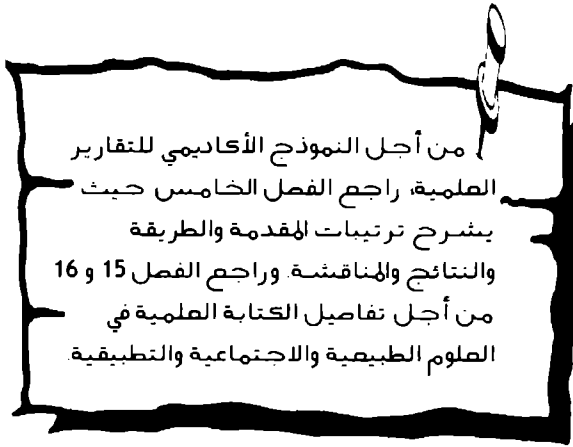 من أجل النموذج الأكاديمي للتقارير
العلمية، راجع الفصل الخامس حيث
يشرح ترتيبات المقدمة والطريقة
والنتائج والمناقشة. وراجع الفصل 15 و 16
من أجل تفاصيل الكتابة العلمية في
العلوم الطبيعية والاجتماعية والتطبيقية.